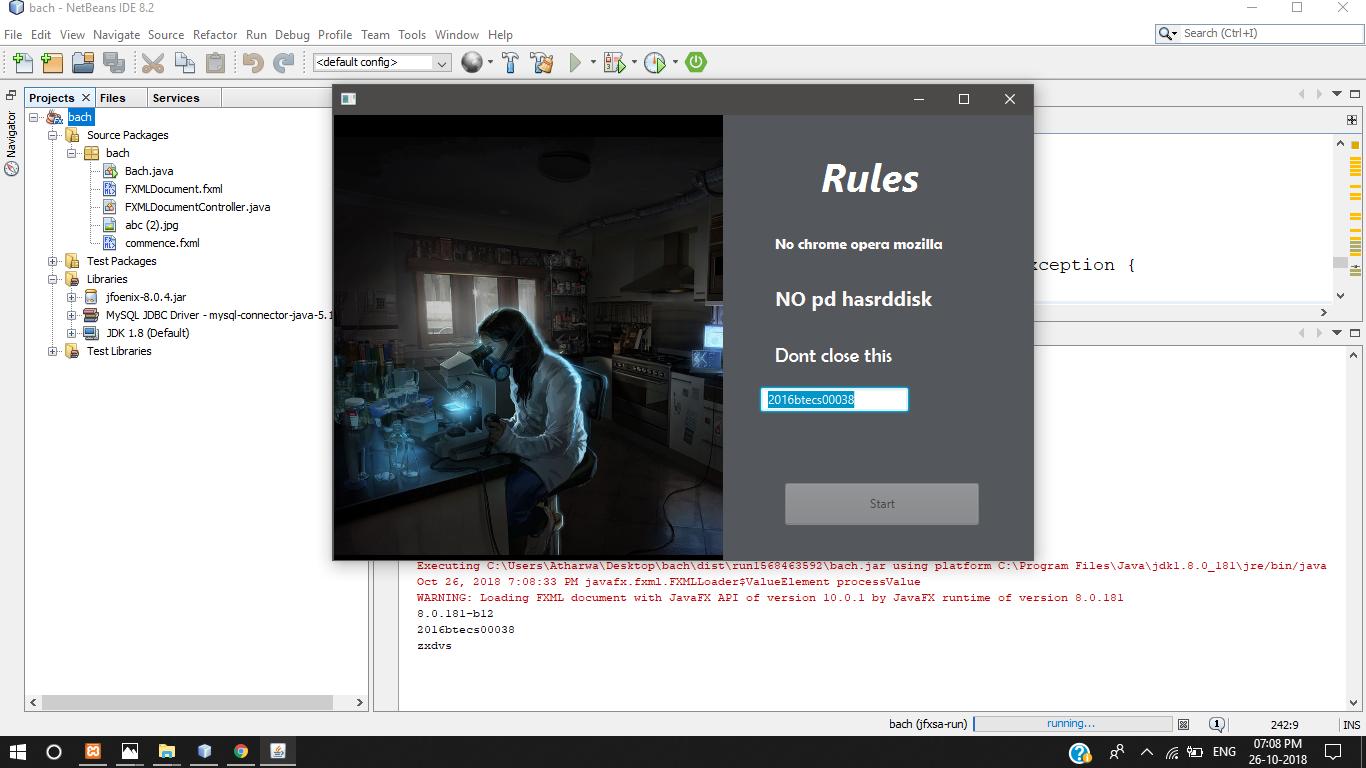 bach - NetBeans IDE 8.2
File Edit View Navigate Source Refactor Run Debug Profile Team Tools Window Help
Search (Ctrl+I)
<default config>
Projects Files Services
Navigator
bach
Source Packages
bach
Bach.java
FXMLDocument.fxml
FXMLDocumentController.java
abc (2).jpg
commence.fxml
Test Packages
Libraries
jfoenix-8.0.4.jar
MySQL JDBC Driver - mysql-connector-java-5.1
JDK 1.8 (Default)
Test Libraries
Rules
No chrome opera mozilla
NO pd hasrddisk
Dont close this
2016btecs00038
Start
xception {
Executing C:\Users\Atharwa\Desktop\bach\dist\run1568463592\bach.jar using platform C:\Program Files\Java\jdk1.8.0_181\jre/bin/java
Oct 26, 2018 7:08:33 PM javafx.fxml.FXMLLoader$ValueElement processValue
WARNING: Loading FXML document with JavaFX API of version 10.0.1 by JavaFX runtime of version 8.0.181
8.0.181-b12
2016btecs00038
zxdvs
bach (jfxsa-run) running... 1 242:9 INS
ENG 07:08 PM
26-10-2018